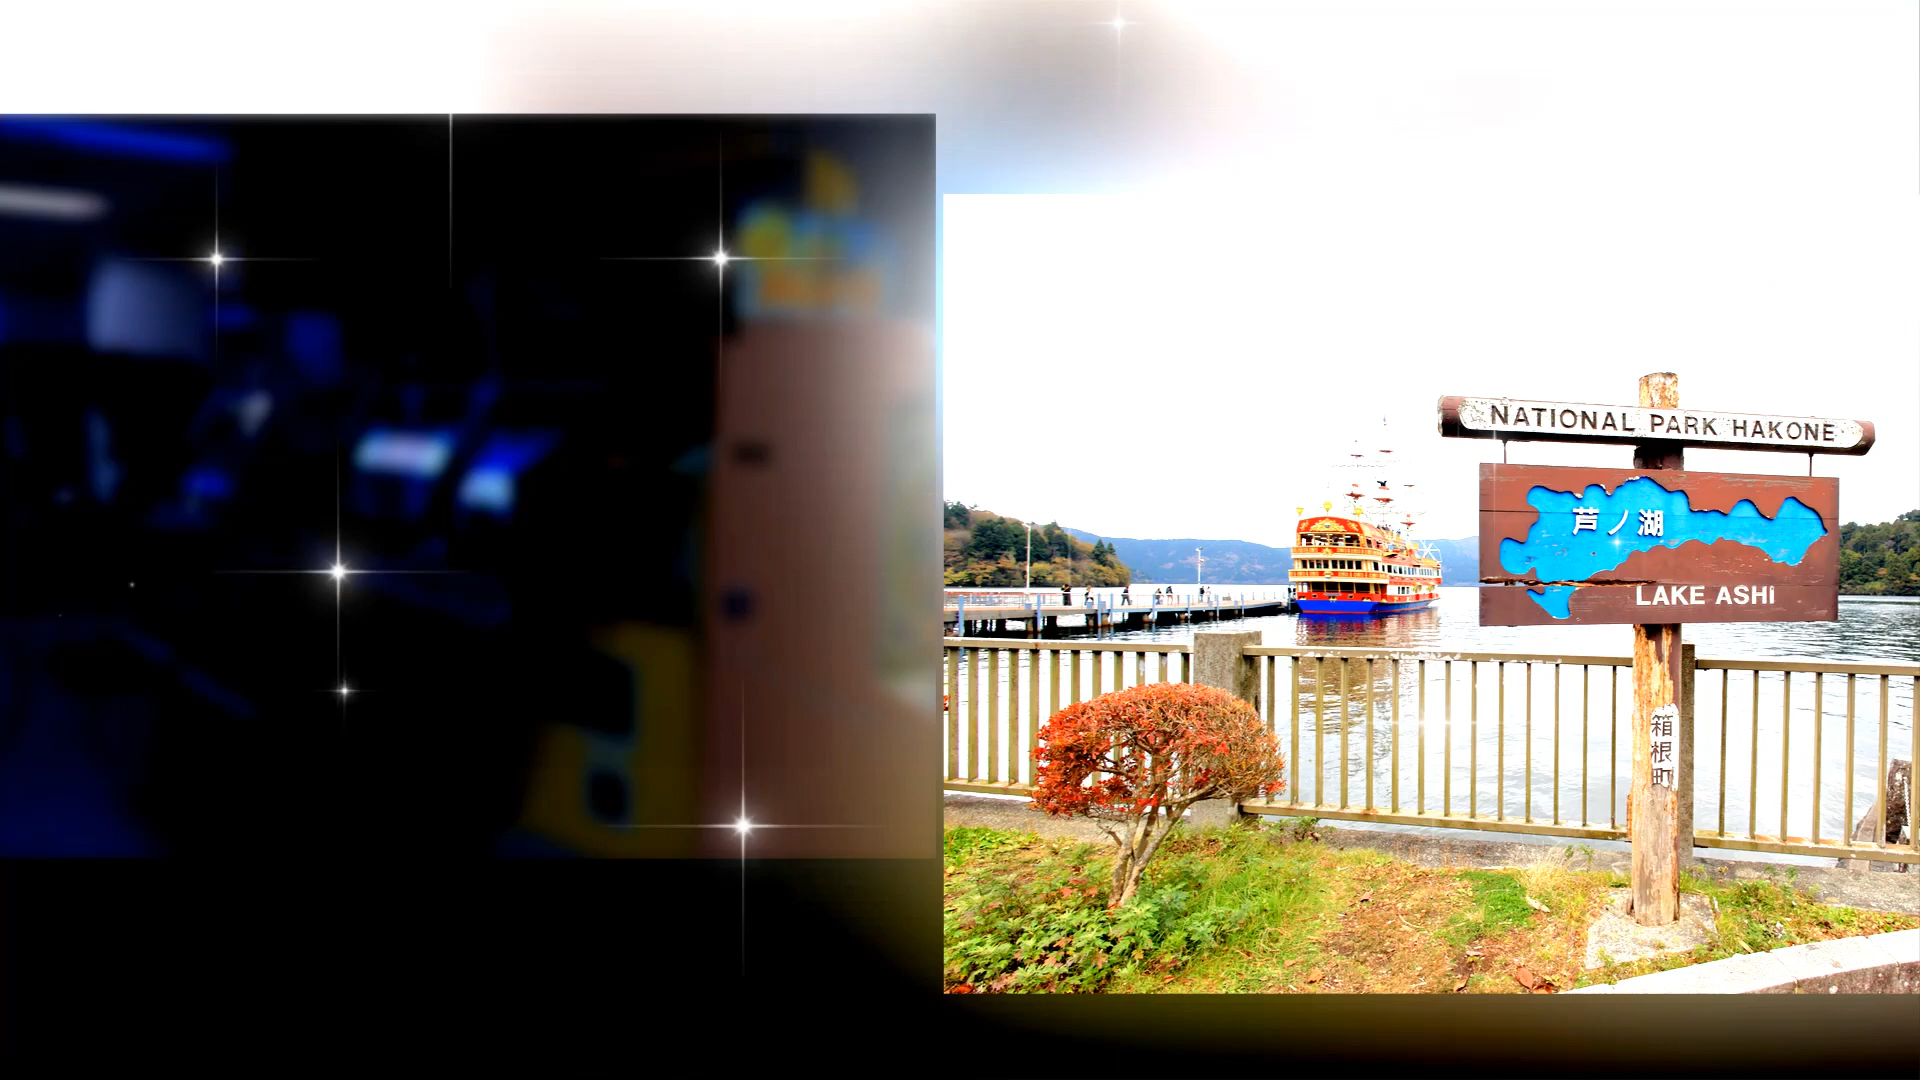 NATIONAL PARK HAKONE
芦ノ湖
LAKE ASHI
箱根町